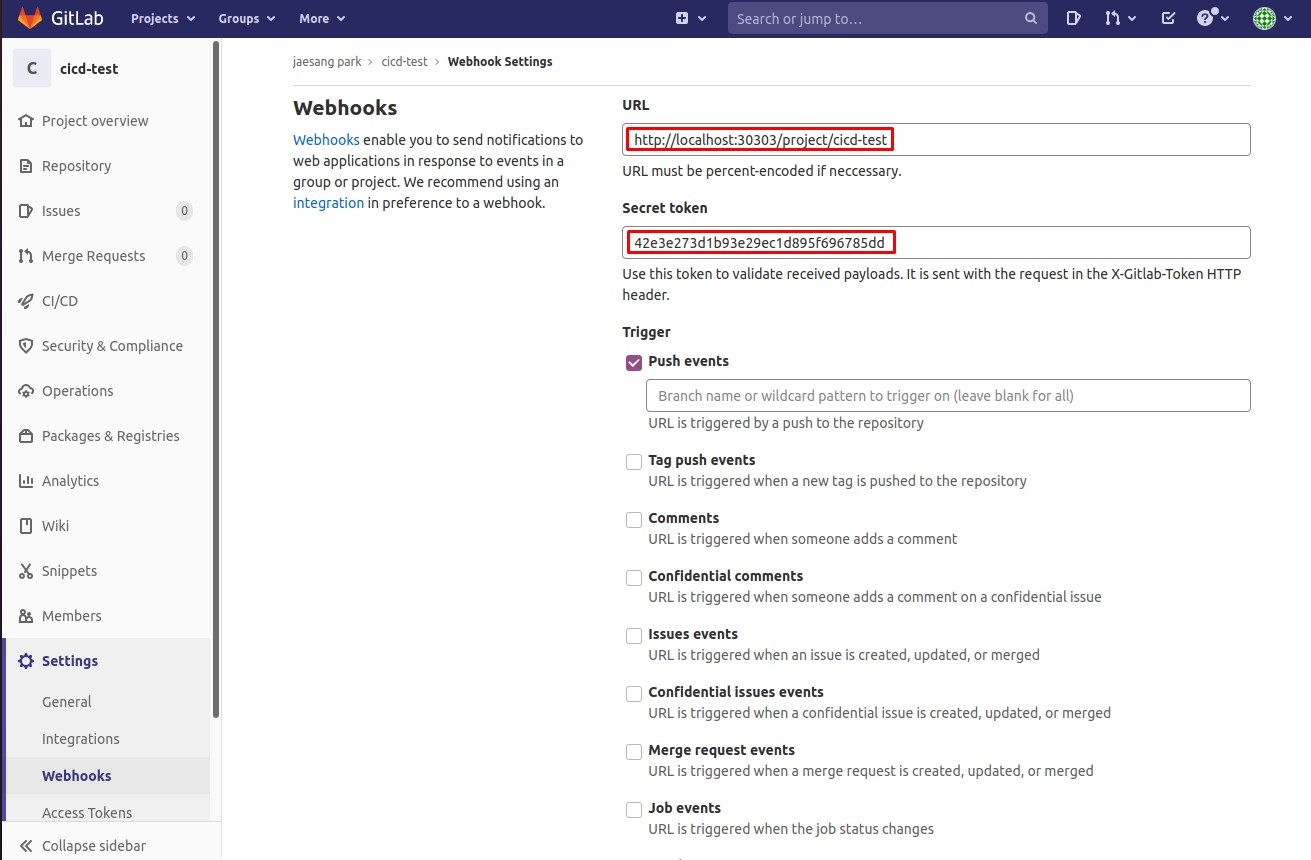 GitLab Projects Groups More Search or jump to...
C cicd-test
Project overview
Repository
Issues 0
Merge Requests 0
CI/CD
Security & Compliance
Operations
Packages & Registries
Analytics
Wiki
Snippets
Members
Settings
General
Integrations
Webhooks
Access Tokens
Collapse sidebar
jaesang park › cicd-test › Webhook Settings
Webhooks
Webhooks enable you to send notifications to
web applications in response to events in a
group or project. We recommend using an
integration in preference to a webhook.
URL
http://localhost:30303/project/cicd-test
URL must be percent-encoded if neccessary.
Secret token
42e3e273d1b93e29ec1d895f696785dd
Use this token to validate received payloads. It is sent with the request in the X-Gitlab-Token HTTP
header.
Trigger
Push events
Branch name or wildcard pattern to trigger on (leave blank for all)
URL is triggered by a push to the repository
Tag push events
URL is triggered when a new tag is pushed to the repository
Comments
URL is triggered when someone adds a comment
Confidential comments
URL is triggered when someone adds a comment on a confidential issue
Issues events
URL is triggered when an issue is created, updated, or merged
Confidential issues events
URL is triggered when a confidential issue is created, updated, or merged
Merge request events
URL is triggered when a merge request is created, updated, or merged
Job events
URL is triggered when the job status changes